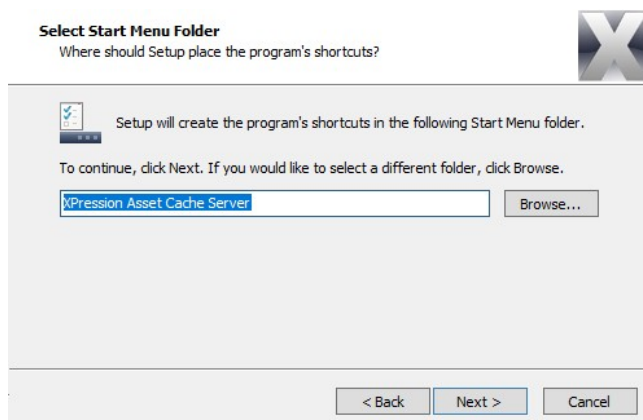 Select Start Menu Folder
Where should Setup place the program's shortcuts?
X
Setup will create the program's shortcuts in the following Start Menu folder.
To continue, click Next. If you would like to select a different folder, click Browse.
XPression Asset Cache Server
Browse...
< Back
Next >
Cancel